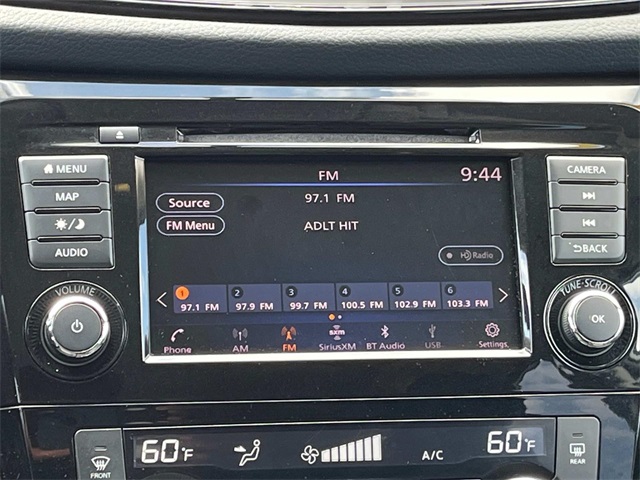 FM 9:44
MENU
CAMERA
MAP
Source
97.1 FM
FM Menu
ADLT HIT
AUDIO
BACK
HD Radio
VOLUME
TUNE·SCROLL
1 2 3 4 5 6
97.1 FM 97.9 FM 99.7 FM 100.5 FM 102.9 FM 103.3 FM
OK
sxm
Phone AM FM SiriusXM BT Audio USB Settings
60°F A/C 60°F
FRONT
REAR